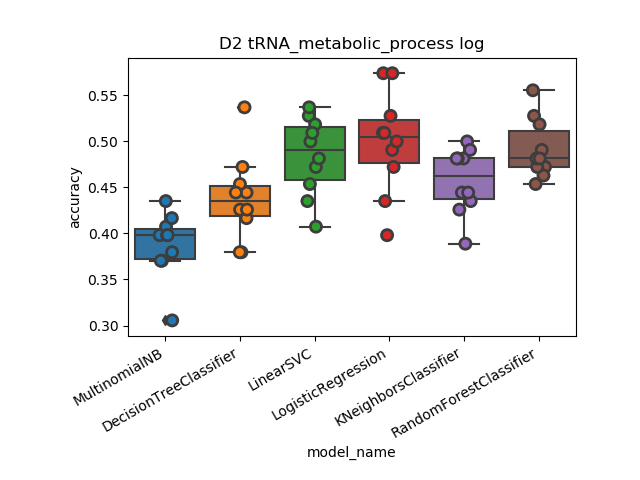 D2 tRNA_metabolic_process log
accuracy
0.55
0.50
0.45
0.40
0.35
0.30
MultinomialNB
DecisionTreeClassifier
LinearSVC
LogisticRegression
KNeighborsClassifier
RandomForestClassifier
model_name